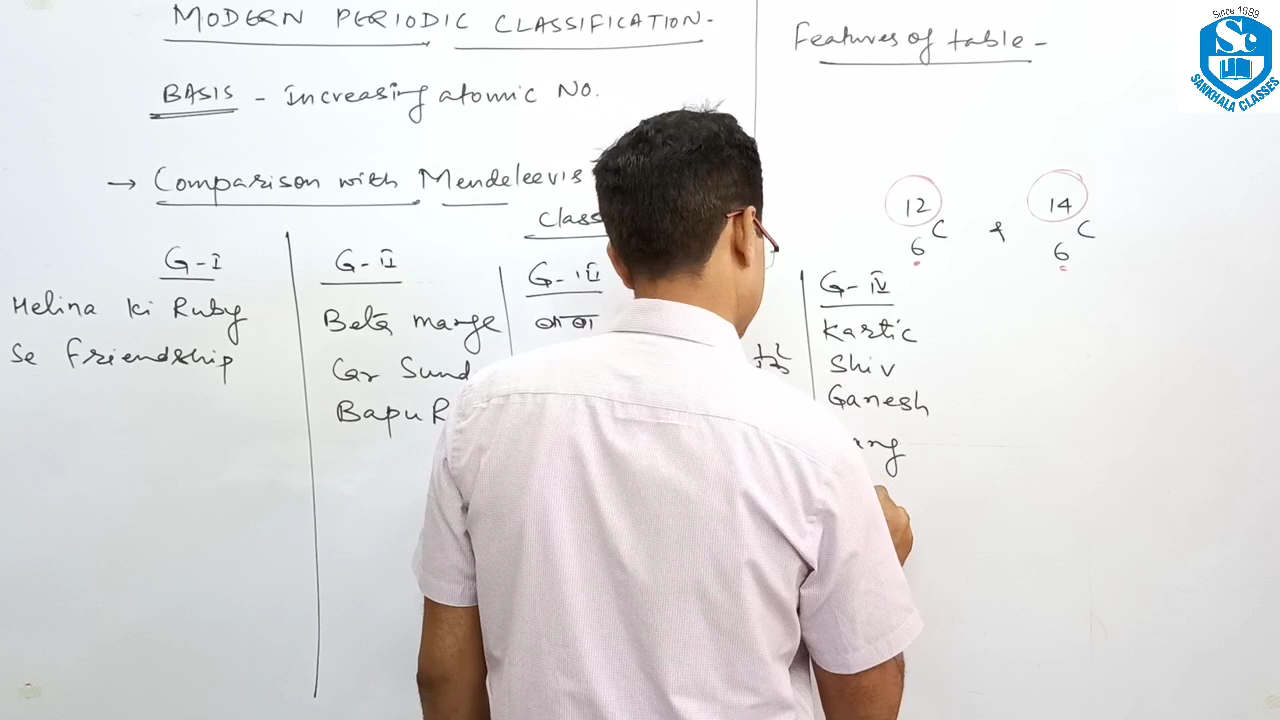 MODERN PERIODIC CLASSIFICATION-
BASIS - Increasing atomic No.
→ Comparison with Mendeleevis
Class
G-I
Helina ki Ruby
Se friendship
G-II
Beta marge
Car Sund
Bapu R
G-III
G-IV
Kartic
Shiv
Ganesh
Features of table -
12 6 C & 14 6 C
Since 1989
SC
SANKHALA CLASSES